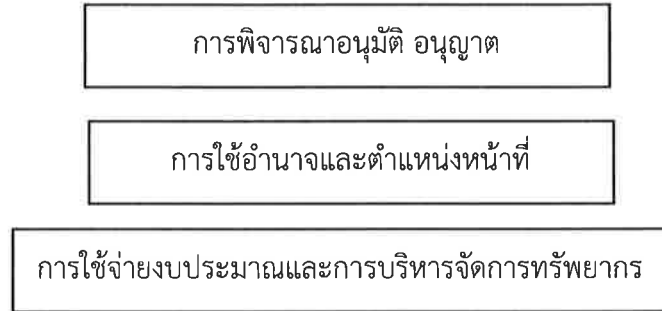 การพิจารณาอนุมัติ อนุญาต
การใช้อำนาจและตำแหน่งหน้าที่
การใช้จ่ายงบประมาณและการบริหารจัดการทรัพยากร